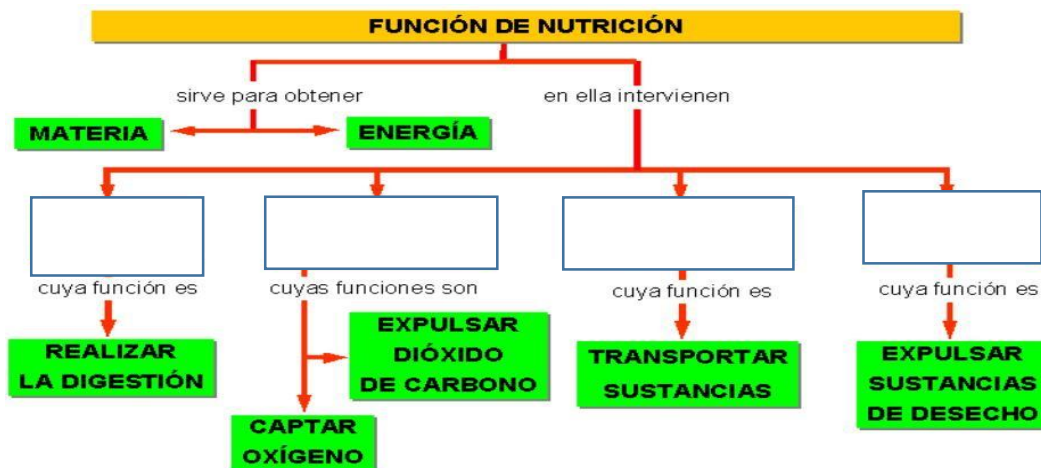 FUNCIÓN DE NUTRICIÓN
sirve para obtener
en ella intervienen
MATERIA
ENERGÍA
cuya función es
cuyas funciones son
cuya función es
cuya función es
REALIZAR
LA DIGESTIÓN
EXPULSAR
DIÓXIDO
DE CARBONO
CAPTAR
OXÍGENO
TRANSPORTAR
SUSTANCIAS
EXPULSAR
SUSTANCIAS
DE DESECHO